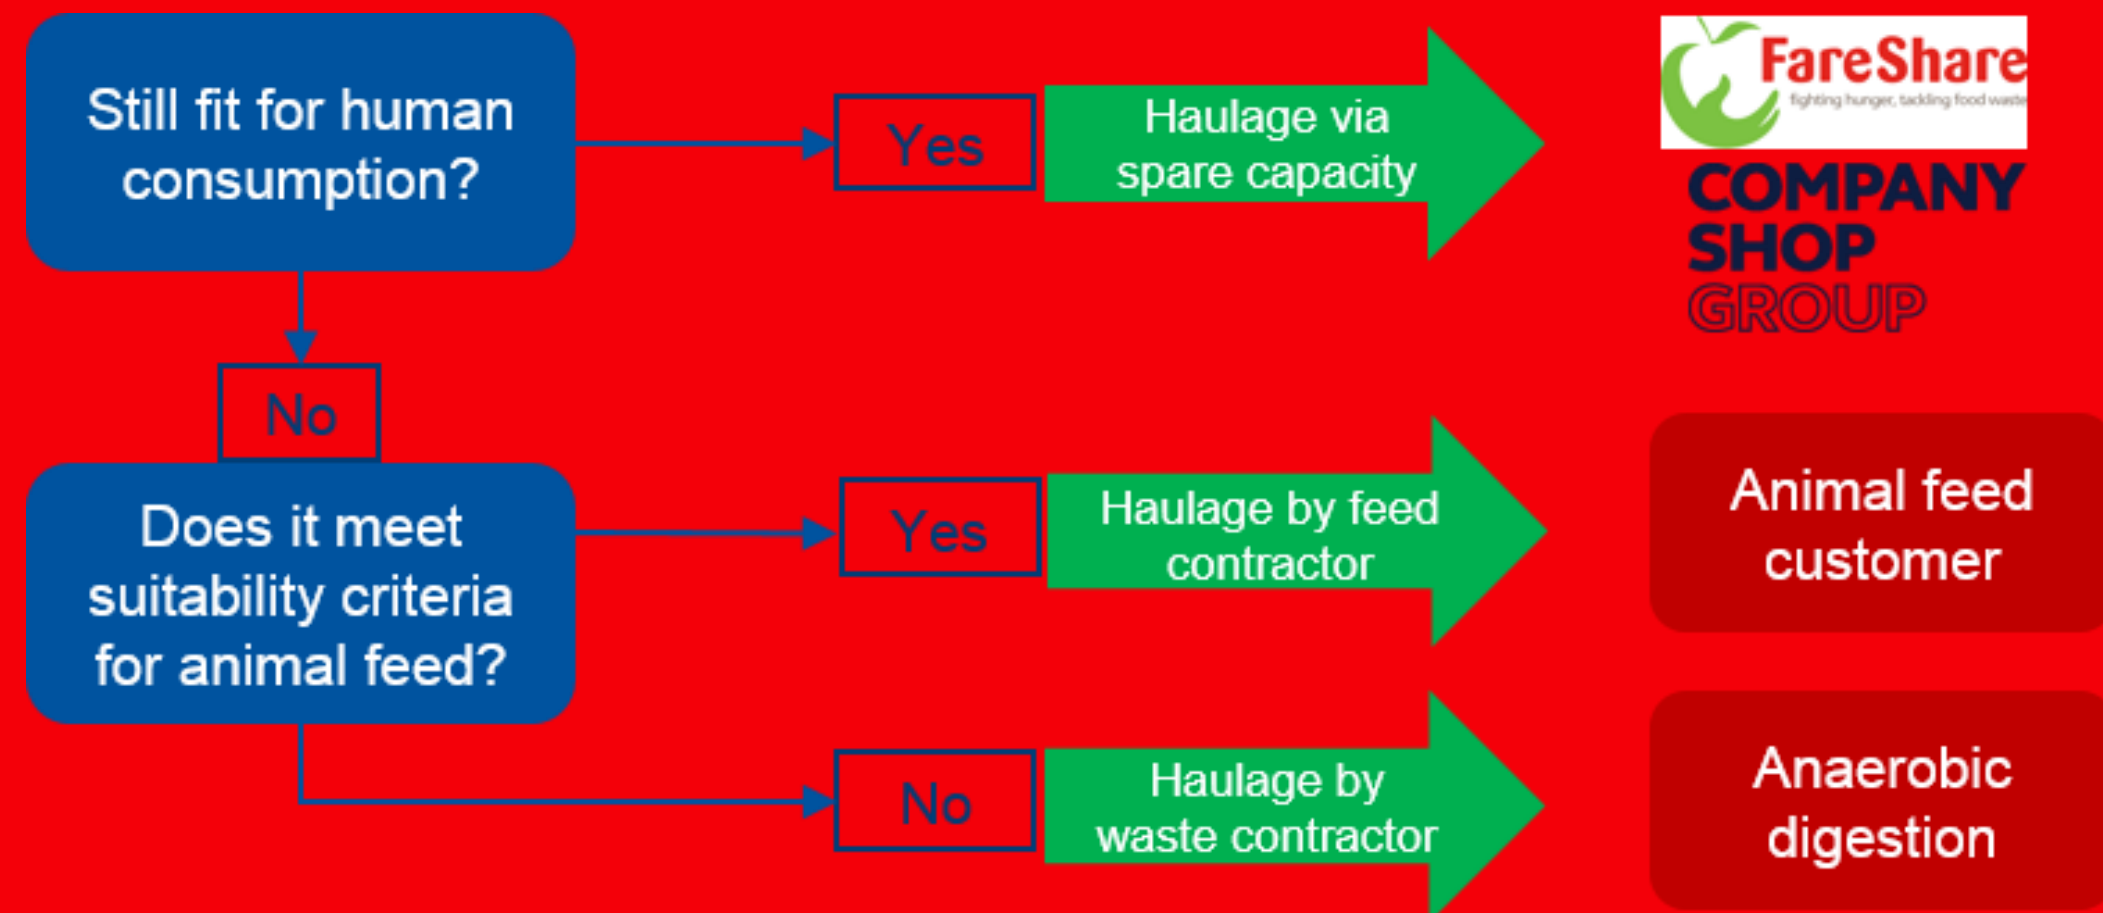 Still fit for human
consumption?
Yes
Haulage via
spare capacity
FareShare
fighting hunger, tackling food waste
COMPANY
SHOP
GROUP
No
Does it meet
suitability criteria
for animal feed?
Yes
Haulage by feed
contractor
Animal feed
customer
No
Haulage by
waste contractor
Anaerobic
digestion